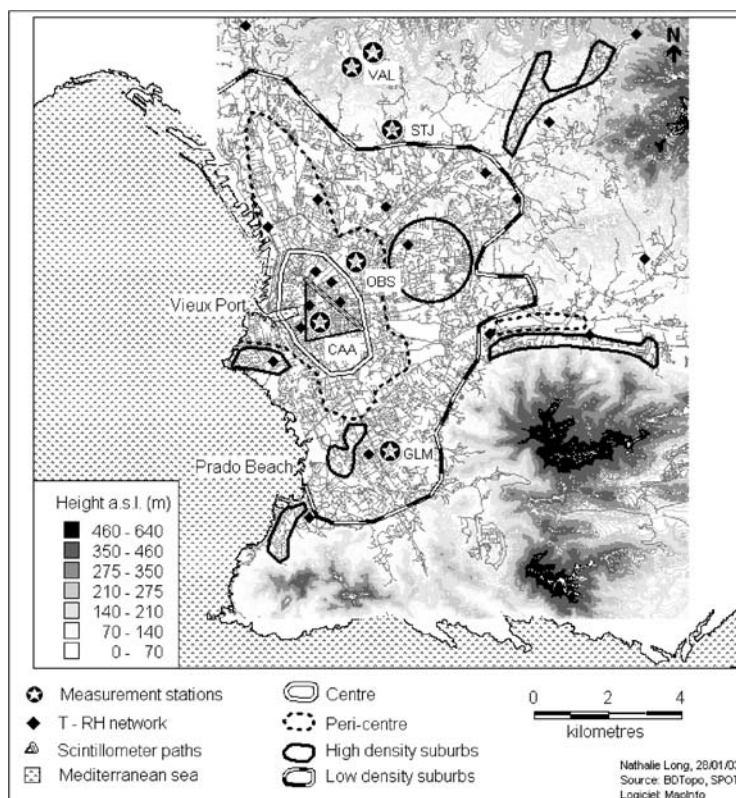 N
VAL
STJ
OBS
Vieux Port
CAA
Prado Beach
GLM
Height a.s.l. (m)
460 - 640
350 - 460
275 - 350
210 - 275
140 - 210
70 - 140
0 - 70
Measurement stations
T - RH network
Scintillometer paths
Mediterranean sea
Centre
Peri-centre
High density suburbs
Low density suburbs
0 2 4
kilometres
Nathalie Long, 28/01/03
Source: BDTopo, SPOT
Logiciel: MapInfo